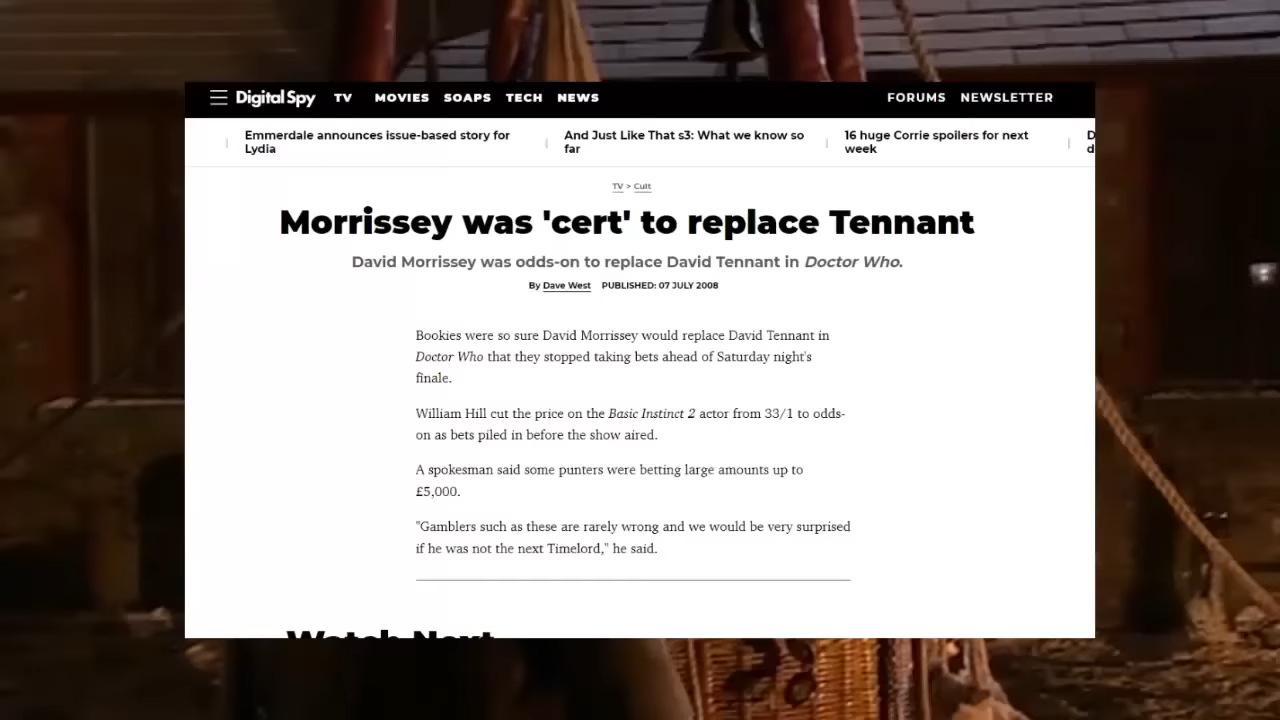 DigitalSpy TV MOVIES SOAPS TECH NEWS FORUMS NEWSLETTER
Emmerdale announces issue-based story for
Lydia
And Just Like That s3: What we know so
far
16 huge Corrie spoilers for next
week
TV > Cult
Morrissey was 'cert' to replace Tennant
David Morrissey was odds-on to replace David Tennant in Doctor Who.
By Dave West PUBLISHED: 07 JULY 2008
Bookies were so sure David Morrissey would replace David Tennant in
Doctor Who that they stopped taking bets ahead of Saturday night's
finale.
William Hill cut the price on the Basic Instinct 2 actor from 33/1 to odds-
on as bets piled in before the show aired.
A spokesman said some punters were betting large amounts up to
£5,000.
"Gamblers such as these are rarely wrong and we would be very surprised
if he was not the next Timelord," he said.
Watch Next